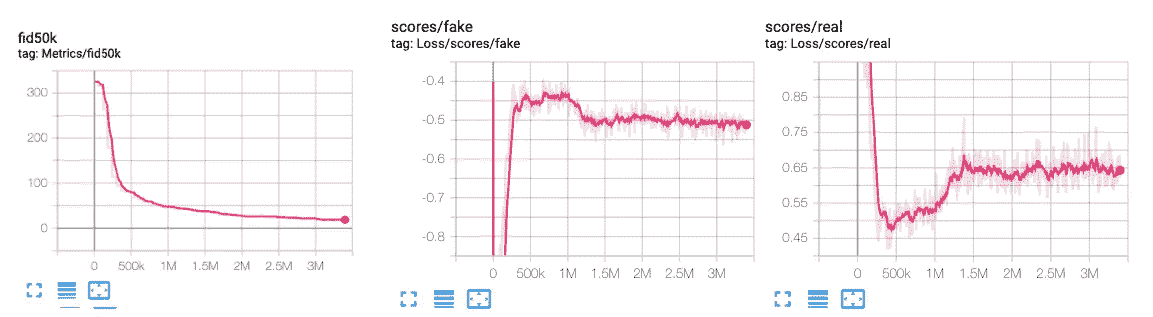 fid50k
tag: Metrics/fid50k
300
200
100
0
0 500k 1M 1.5M 2M 2.5M 3M
scores/fake
tag: Loss/scores/fake
-0.4
-0.5
-0.6
-0.7
-0.8
0 500k 1M 1.5M 2M 2.5M 3M
scores/real
tag: Loss/scores/real
0.85
0.75
0.65
0.55
0.45
0 500k 1M 1.5M 2M 2.5M 3M